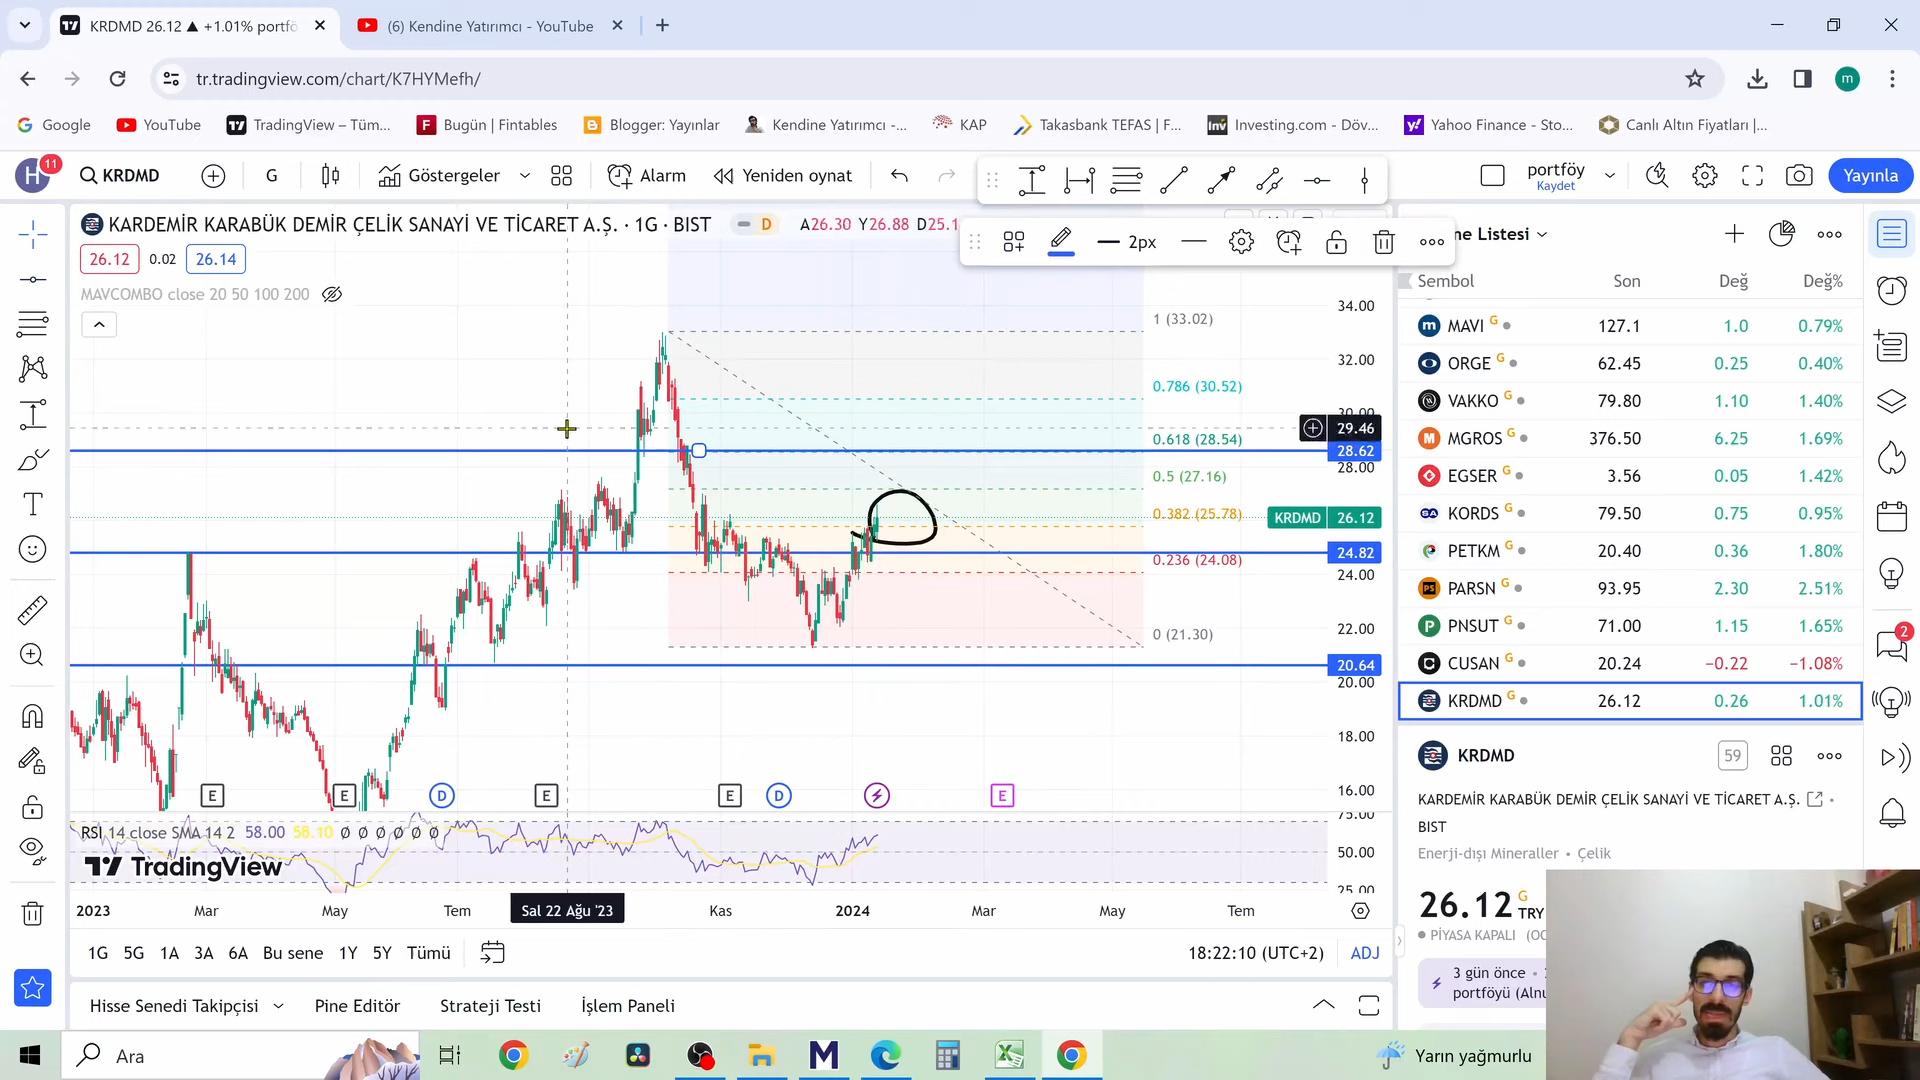 KRDMD 26.12 ▲ +1.01% portfö
(6) Kendine Yatırımcı - YouTube
tr.tradingview.com/chart/K7HYMefh/
m
Google
YouTube
TradingView – Tüm...
Bugün | Fintables
Blogger: Yayınlar
Kendine Yatırımcı -...
KAP
Takasbank TEFAS | F...
Investing.com - Döv...
Yahoo Finance - Sto...
Canlı Altın Fiyatları |...
H 11
KRDMD
G
Göstergeler
Alarm
Yeniden oynat
portföy
Kaydet
Yayınla
KARDEMİR KARABÜK DEMİR ÇELİK SANAYİ VE TİCARET A.Ş. · 1G · BIST
D
A26.30 Y26.88 D25.1
2px
26.12 0.02 26.14
MAVCOMBO close 20 50 100 200
1 (33.02)
0.786 (30.52)
0.618 (28.54)
0.5 (27.16)
0.382 (25.78)
0.236 (24.08)
0 (21.30)
34.00
32.00
30.00
29.46
28.62
28.00
KRDMD 26.12
24.82
24.00
22.00
20.64
20.00
18.00
16.00
E E D E E D E
RSI 14 close SMA 14 2 58.00 58.10 Ø Ø Ø Ø Ø Ø
75.00
50.00
25.00
TradingView
2023 Mar May Tem Sal 22 Ağu '23 Kas 2024 Mar May Tem
1G 5G 1A 3A 6A Bu sene 1Y 5Y Tümü
18:22:10 (UTC+2) ADJ
Hisse Senedi Takipçisi
Pine Editör
Strateji Testi
İşlem Paneli
ne Listesi
Sembol Son Değ Değ%
MAVI G 127.1 1.0 0.79%
ORGE G 62.45 0.25 0.40%
VAKKO G 79.80 1.10 1.40%
MGROS G 376.50 6.25 1.69%
EGSER G 3.56 0.05 1.42%
KORDS G 79.50 0.75 0.95%
PETKM G 20.40 0.36 1.80%
PARSN G 93.95 2.30 2.51%
PNSUT G 71.00 1.15 1.65%
CUSAN G 20.24 −0.22 −1.08%
KRDMD G 26.12 0.26 1.01%
2
KRDMD
59
KARDEMİR KARABÜK DEMİR ÇELİK SANAYİ VE TİCARET A.Ş.
BIST
Enerji-dışı Mineraller • Çelik
26.12 G TRY
PİYASA KAPALI
3 gün önce
portföyü (Alnu
Ara
Yarın yağmurlu